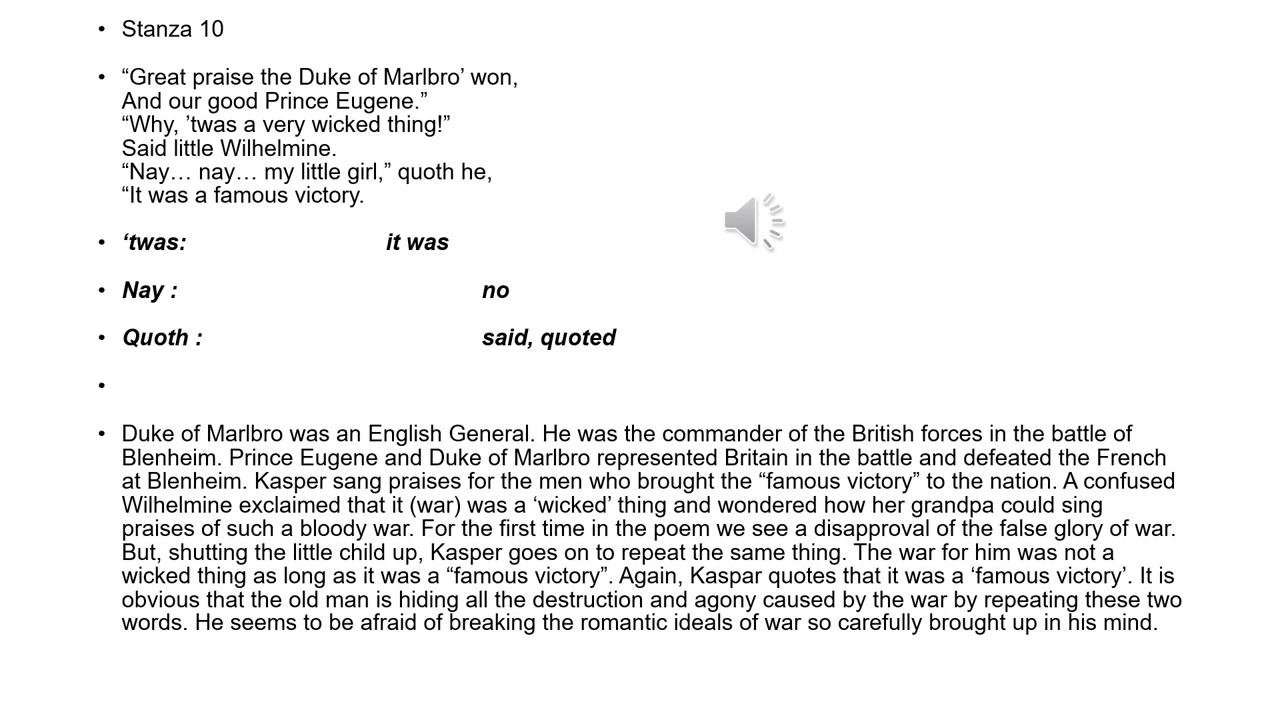 • Stanza 10
• “Great praise the Duke of Marlbro’ won,
And our good Prince Eugene.”
“Why, ’twas a very wicked thing!”
Said little Wilhelmine.
“Nay… nay… my little girl,” quoth he,
“It was a famous victory.
• ‘twas: it was
• Nay : no
• Quoth : said, quoted
•
• Duke of Marlbro was an English General. He was the commander of the British forces in the battle of
Blenheim. Prince Eugene and Duke of Marlbro represented Britain in the battle and defeated the French
at Blenheim. Kasper sang praises for the men who brought the “famous victory” to the nation. A confused
Wilhelmine exclaimed that it (war) was a ‘wicked’ thing and wondered how her grandpa could sing
praises of such a bloody war. For the first time in the poem we see a disapproval of the false glory of war.
But, shutting the little child up, Kasper goes on to repeat the same thing. The war for him was not a
wicked thing as long as it was a “famous victory”. Again, Kaspar quotes that it was a ‘famous victory’. It is
obvious that the old man is hiding all the destruction and agony caused by the war by repeating these two
words. He seems to be afraid of breaking the romantic ideals of war so carefully brought up in his mind.